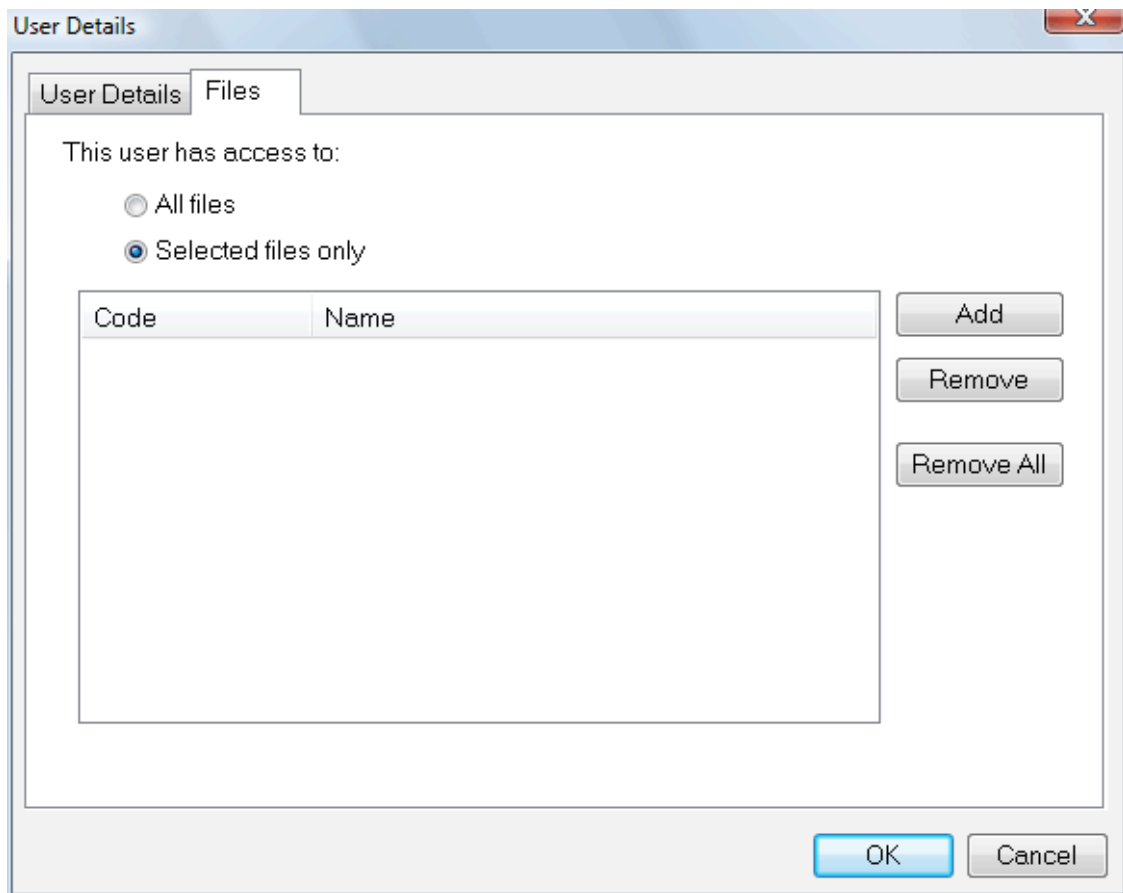 User Details
X
User Details Files
This user has access to:
All files
Selected files only
Code Name Add
Remove
Remove All
OK Cancel